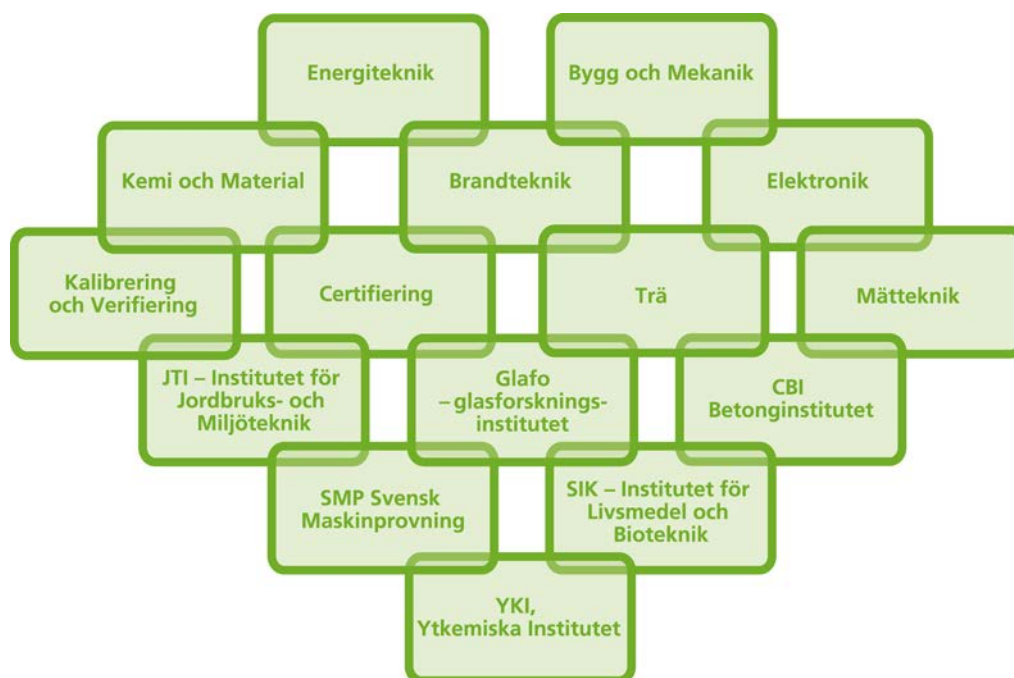 Energiteknik
Bygg och Mekanik
Kemi och Material
Brandteknik
Elektronik
Kalibrering
och Verifiering
Certifiering
Trä
Mätteknik
JTI – Institutet för
Jordbruks- och
Miljöteknik
Glafo
–glasforsknings-
institutet
CBI
Betonginstitutet
SMP Svensk
Maskinprovning
SIK – Institutet för
Livsmedel och
Bioteknik
YKI,
Ytkemiska Institutet